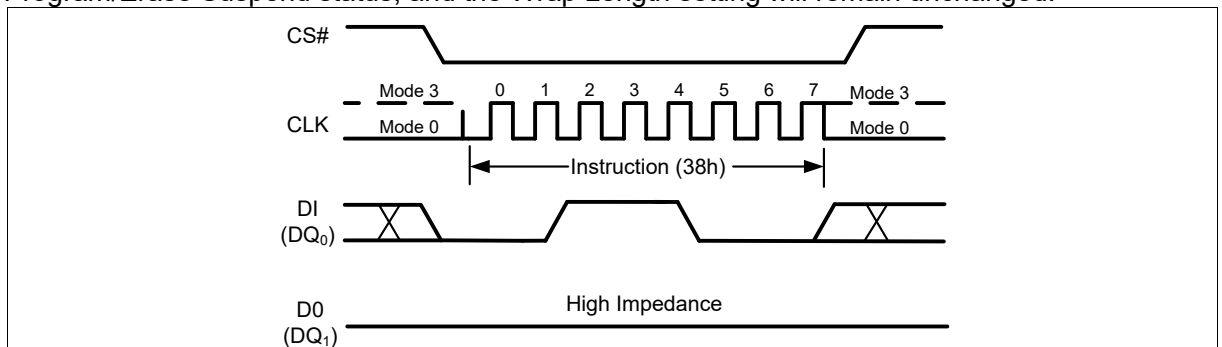 Program/Erase Suspend status, and the Wrap Length setting will remain unchanged.
CS#
Mode 3 0 1 2 3 4 5 6 7 Mode 3
CLK Mode 0 Mode 0
Instruction (38h)
DI
(DQ0)
High Impedance
D0
(DQ1)